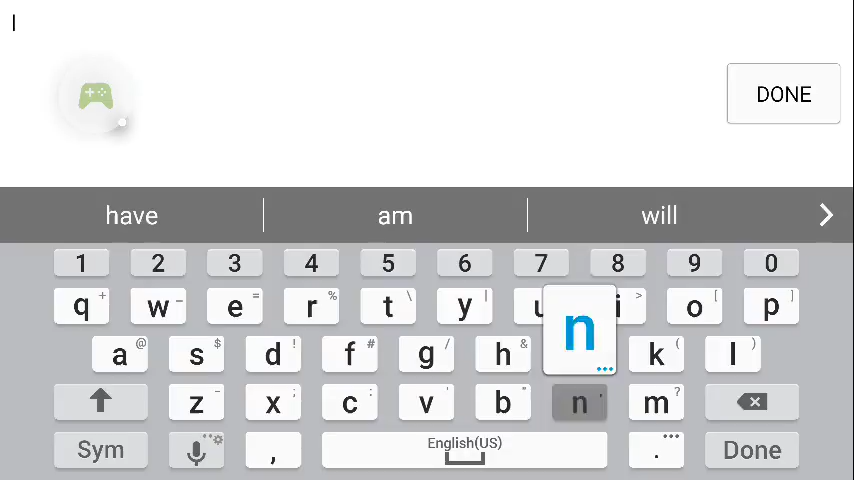 DONE
have am will
1 2 3 4 5 6 7 8 9 0
q + w - e = r % t \ y | u n i > o [ p ]
a @ s $ d ! f # g / h & k ( l )
z - x ; c : v ' b " n ' m ? 
Sym , English(US) . Done